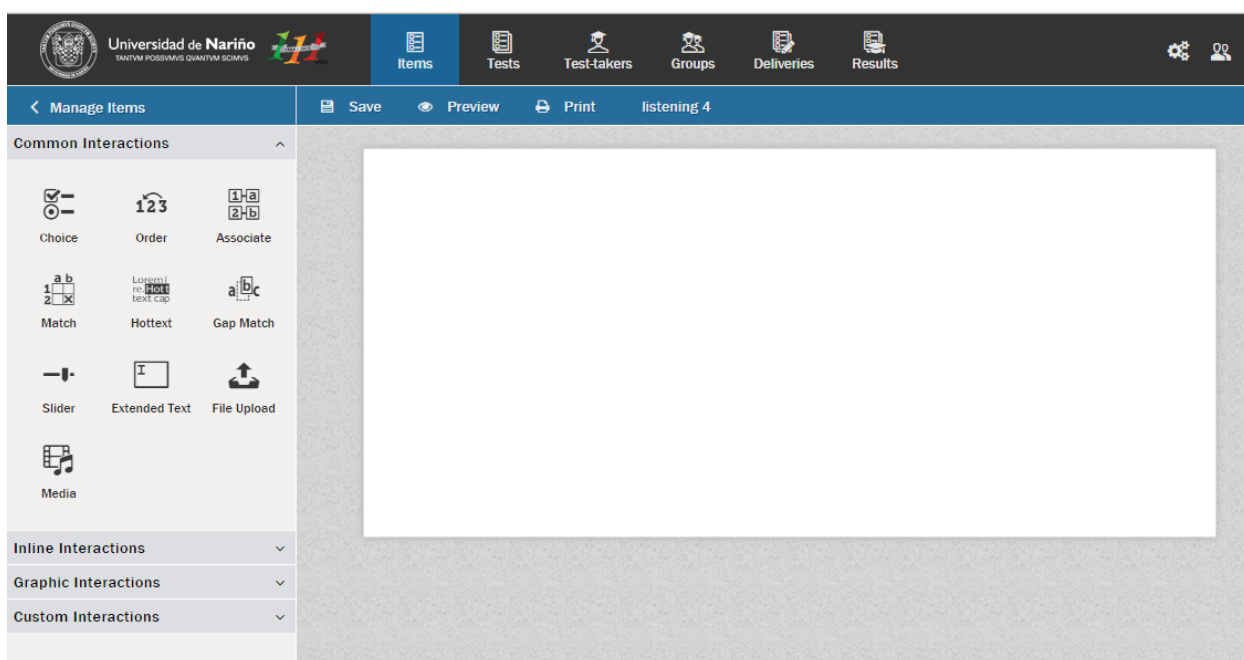 Universidad de Nariño
TANTVM POSSVMVS QVANTVM SCIMVS
Items
Tests
Test-takers
Groups
Deliveries
Results
Manage Items
Save
Preview
Print
listening 4
Common Interactions
Choice
Order
Associate
Match
Hottext
Gap Match
Slider
Extended Text
File Upload
Media
Inline Interactions
Graphic Interactions
Custom Interactions